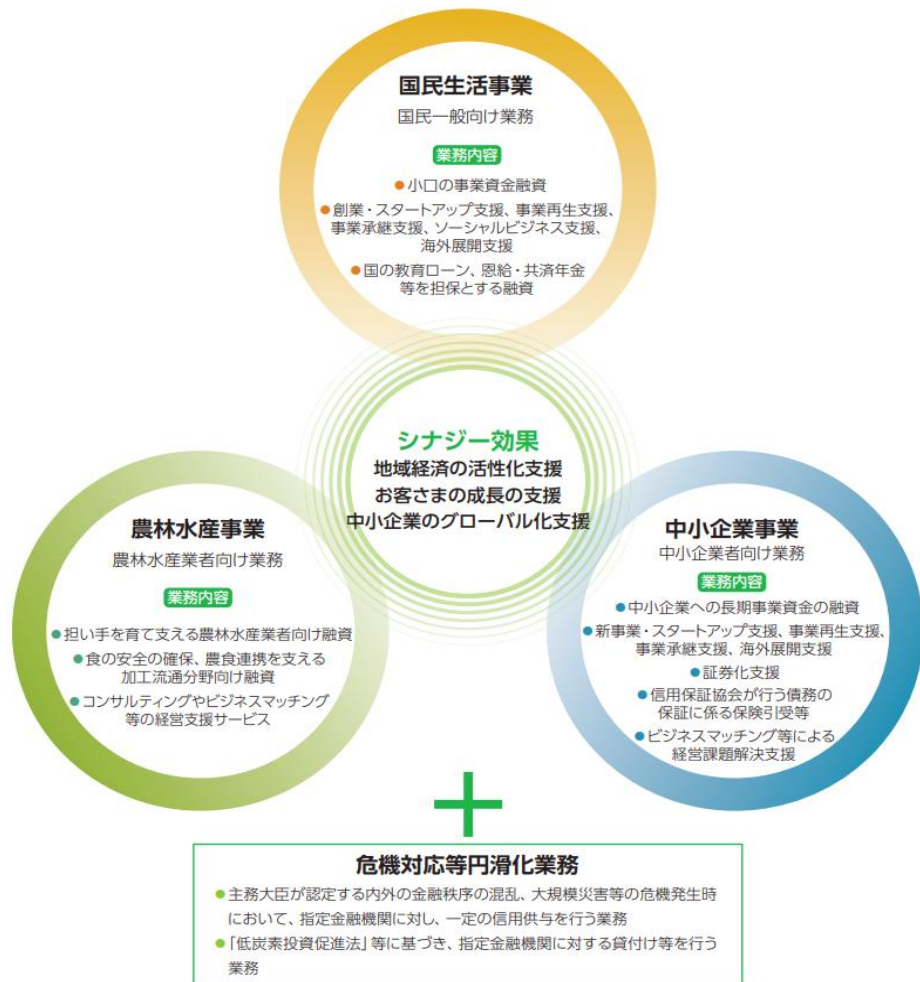 国民生活事業
国民一般向け業務
業務内容
●小口の事業資金融資
●創業・スタートアップ支援、事業再生支援、
事業承継支援、ソーシャルビジネス支援、
海外展開支援
●国の教育ローン、恩給・共済年金
等を担保とする融資
シナジー効果
地域経済の活性化支援
お客さまの成長の支援
中小企業のグローバル化支援
農林水産事業
農林水産業者向け業務
業務内容
●担い手を育て支える農林水産業者向け融資
●食の安全の確保、農食連携を支える
加工流通分野向け融資
●コンサルティングやビジネスマッチング
等の経営支援サービス
中小企業事業
中小企業者向け業務
業務内容
●中小企業への長期事業資金の融資
●新事業・スタートアップ支援、事業再生支援、
事業承継支援、海外展開支援
●証券化支援
●信用保証協会が行う債務の
保証に係る保険引受等
●ビジネスマッチング等による
経営課題解決支援
+
危機対応等円滑化業務
●主務大臣が認定する内外の金融秩序の混乱、大規模災害等の危機発生時
において、指定金融機関に対し、一定の信用供与を行う業務
●「低炭素投資促進法」等に基づき、指定金融機関に対する貸付け等を行う
業務